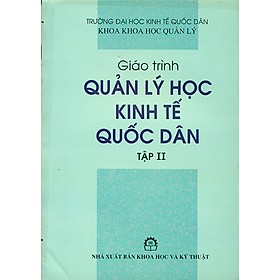 TRƯỜNG ĐẠI HỌC KINH TẾ QUỐC DÂN
KHOA KHOA HỌC QUẢN LÝ
Giáo trình
QUẢN LÝ HỌC
KINH TẾ
QUỐC DÂN
TẬP II
NHÀ XUẤT BẢN KHOA HỌC VÀ KỸ THUẬT